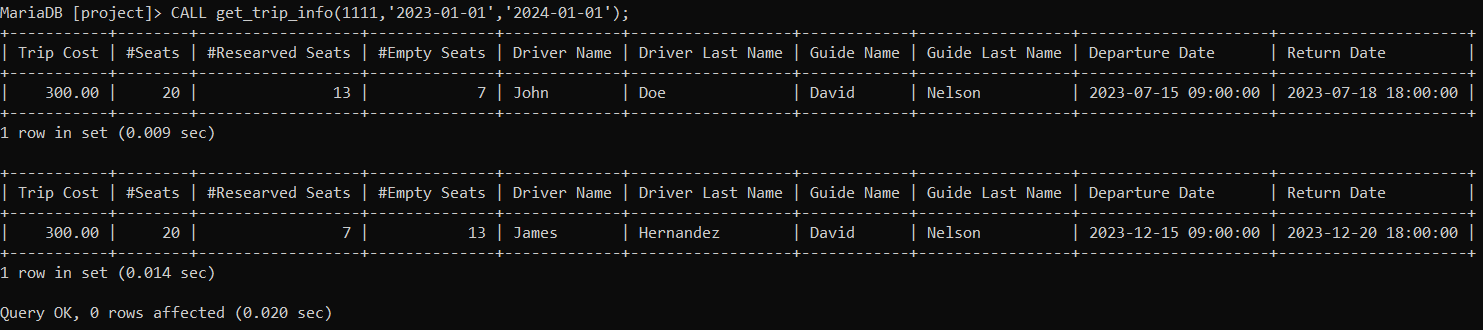 MariaDB [project]> CALL get_trip_info(1111,'2023-01-01','2024-01-01');
+-----------+--------+-----------------+--------------+-------------+------------------+------------+-----------------+---------------------+---------------------+
| Trip Cost | #Seats | #Researved Seats | #Empty Seats | Driver Name | Driver Last Name | Guide Name | Guide Last Name | Departure Date      | Return Date         |
+-----------+--------+-----------------+--------------+-------------+------------------+------------+-----------------+---------------------+---------------------+
|    300.00 |     20 |               13 |            7 | John        | Doe              | David      | Nelson          | 2023-07-15 09:00:00 | 2023-07-18 18:00:00 |
+-----------+--------+-----------------+--------------+-------------+------------------+------------+-----------------+---------------------+---------------------+
1 row in set (0.009 sec)

+-----------+--------+-----------------+--------------+-------------+------------------+------------+-----------------+---------------------+---------------------+
| Trip Cost | #Seats | #Researved Seats | #Empty Seats | Driver Name | Driver Last Name | Guide Name | Guide Last Name | Departure Date      | Return Date         |
+-----------+--------+-----------------+--------------+-------------+------------------+------------+-----------------+---------------------+---------------------+
|    300.00 |     20 |                7 |           13 | James       | Hernandez        | David      | Nelson          | 2023-12-15 09:00:00 | 2023-12-20 18:00:00 |
+-----------+--------+-----------------+--------------+-------------+------------------+------------+-----------------+---------------------+---------------------+
1 row in set (0.014 sec)

Query OK, 0 rows affected (0.020 sec)